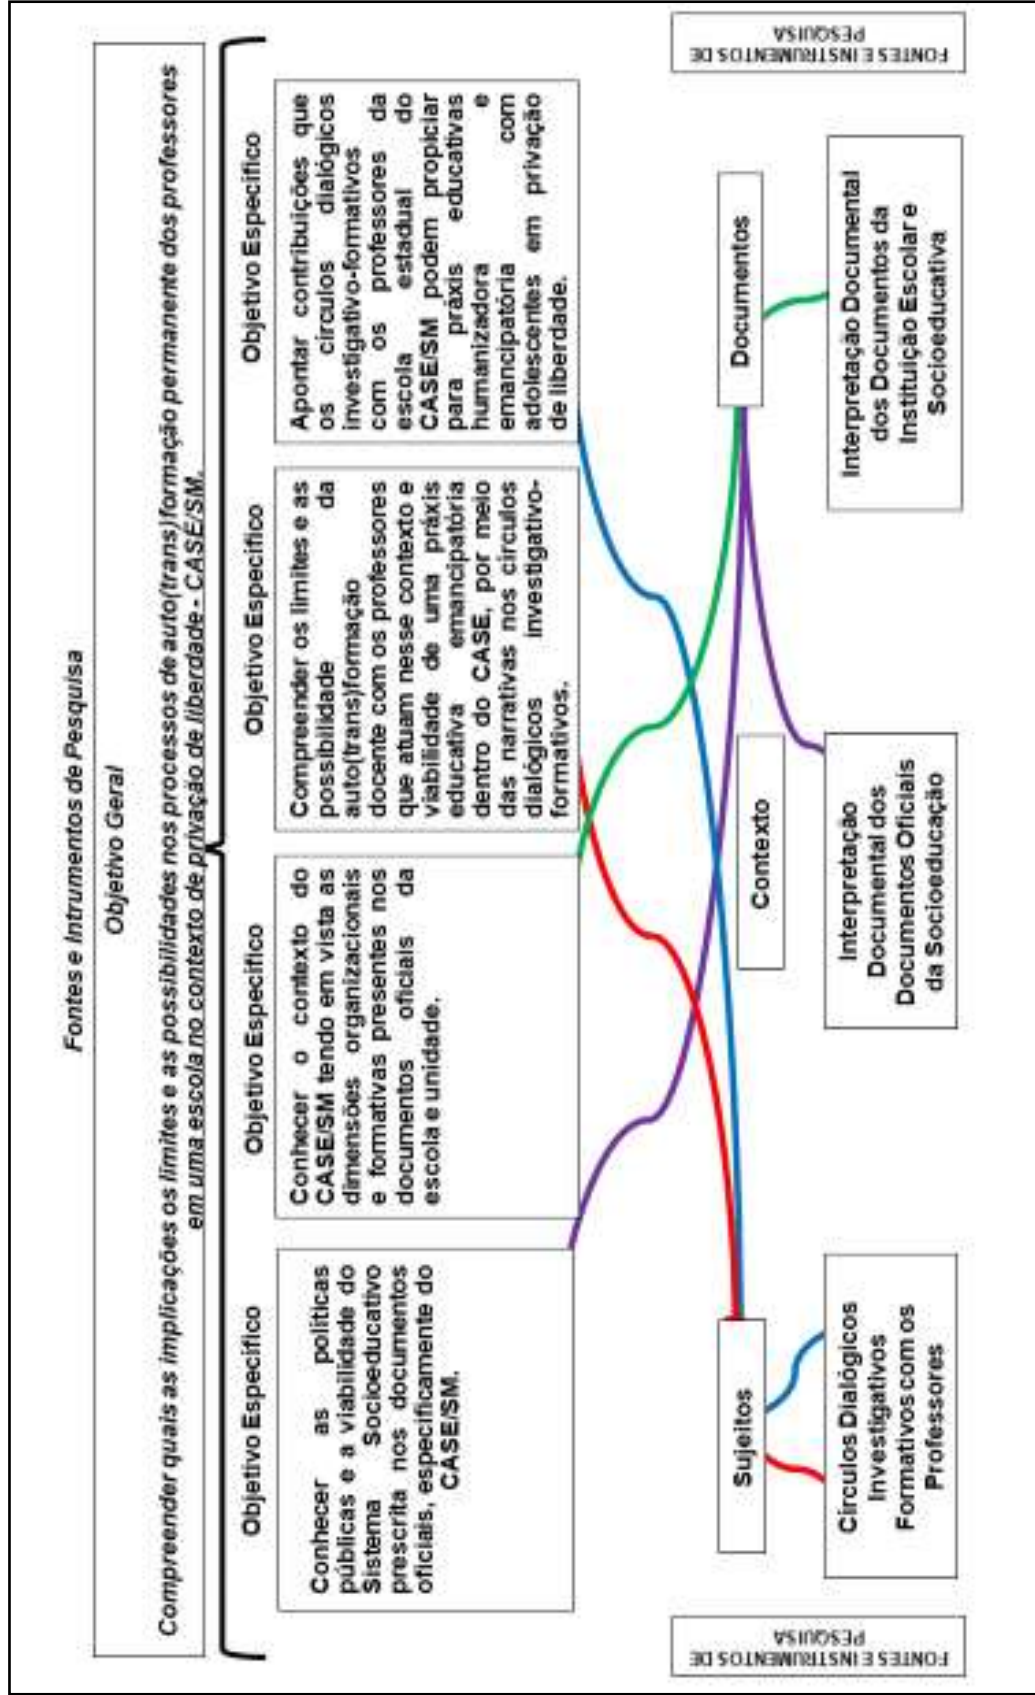 Fontes e Intrumentos de Pesquisa
Objetivo Geral
Compreender quais as implicações os limites e as possibilidades nos processos de auto(trans)formação permanente dos professores
em uma escola no contexto de privação de liberdade - CASE/SM.
Objetivo Específico
Conhecer as políticas
públicas e a viabilidade do
Sistema Socioeducativo
prescrita nos documentos
oficiais, especificamente do
CASE/SM.
Objetivo Específico
Conhecer o contexto do
CASE/SM tendo em vista as
dimensões organizacionais
e formativas presentes nos
documentos oficiais da
escola e unidade.
Objetivo Específico
Compreender os limites e as
possibilidade da
auto(trans)formação
docente com os professores
que atuam nesse contexto e
viabilidade de uma práxis
educativa emancipatória
dentro do CASE, por meio
das narrativas nos círculos
dialógicos investigativo-
formativos.
Objetivo Específico
Apontar contribuições que
os círculos dialógicos
investigativo-formativos
com os professores da
escola estadual do
CASE/SM podem propiciar
para práxis educativas
humanizadora e
emancipatória com
adolescentes em privação
de liberdade.
FONTES E INSTRUMENTOS DE
PESQUISA
Sujeitos
Contexto
Documentos
Círculos Dialógicos
Investigativos
Formativos com os
Professores
Interpretação
Documental dos
Documentos Oficiais
da Socioeducação
Interpretação Documental
dos Documentos da
Instituição Escolar e
Socioeducativa
FONTES E INSTRUMENTOS DE
PESQUISA